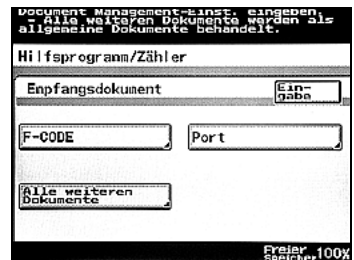 Document Management-Einst. eingeben.
- Alle weiteren Dokumente werden als
allgemeine Dokumente behandelt.
Hilfsprogramm/Zähler
Empfangsdokument
Ein-
gabe
F-CODE
Port
Alle weiteren
Dokumente
Freier
Speicher 100%